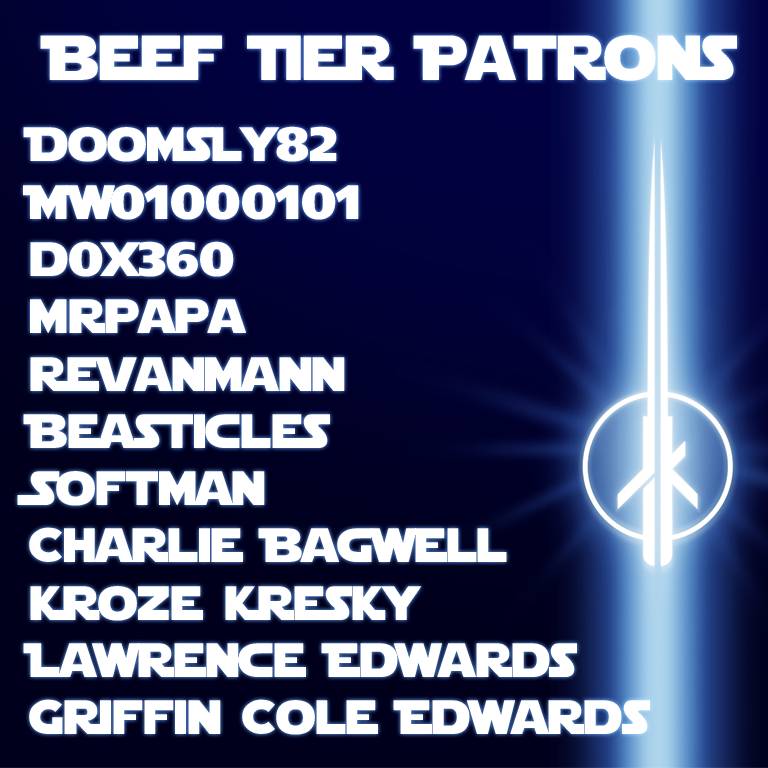 Beef Tier Patrons
Doomsly82
MW01000101
D0X360
mrpapa
Revanmann
Beasticles
Softman
Charlie Bagwell
Kroze Kresky
Lawrence Edwards
Griffin Cole Edwards